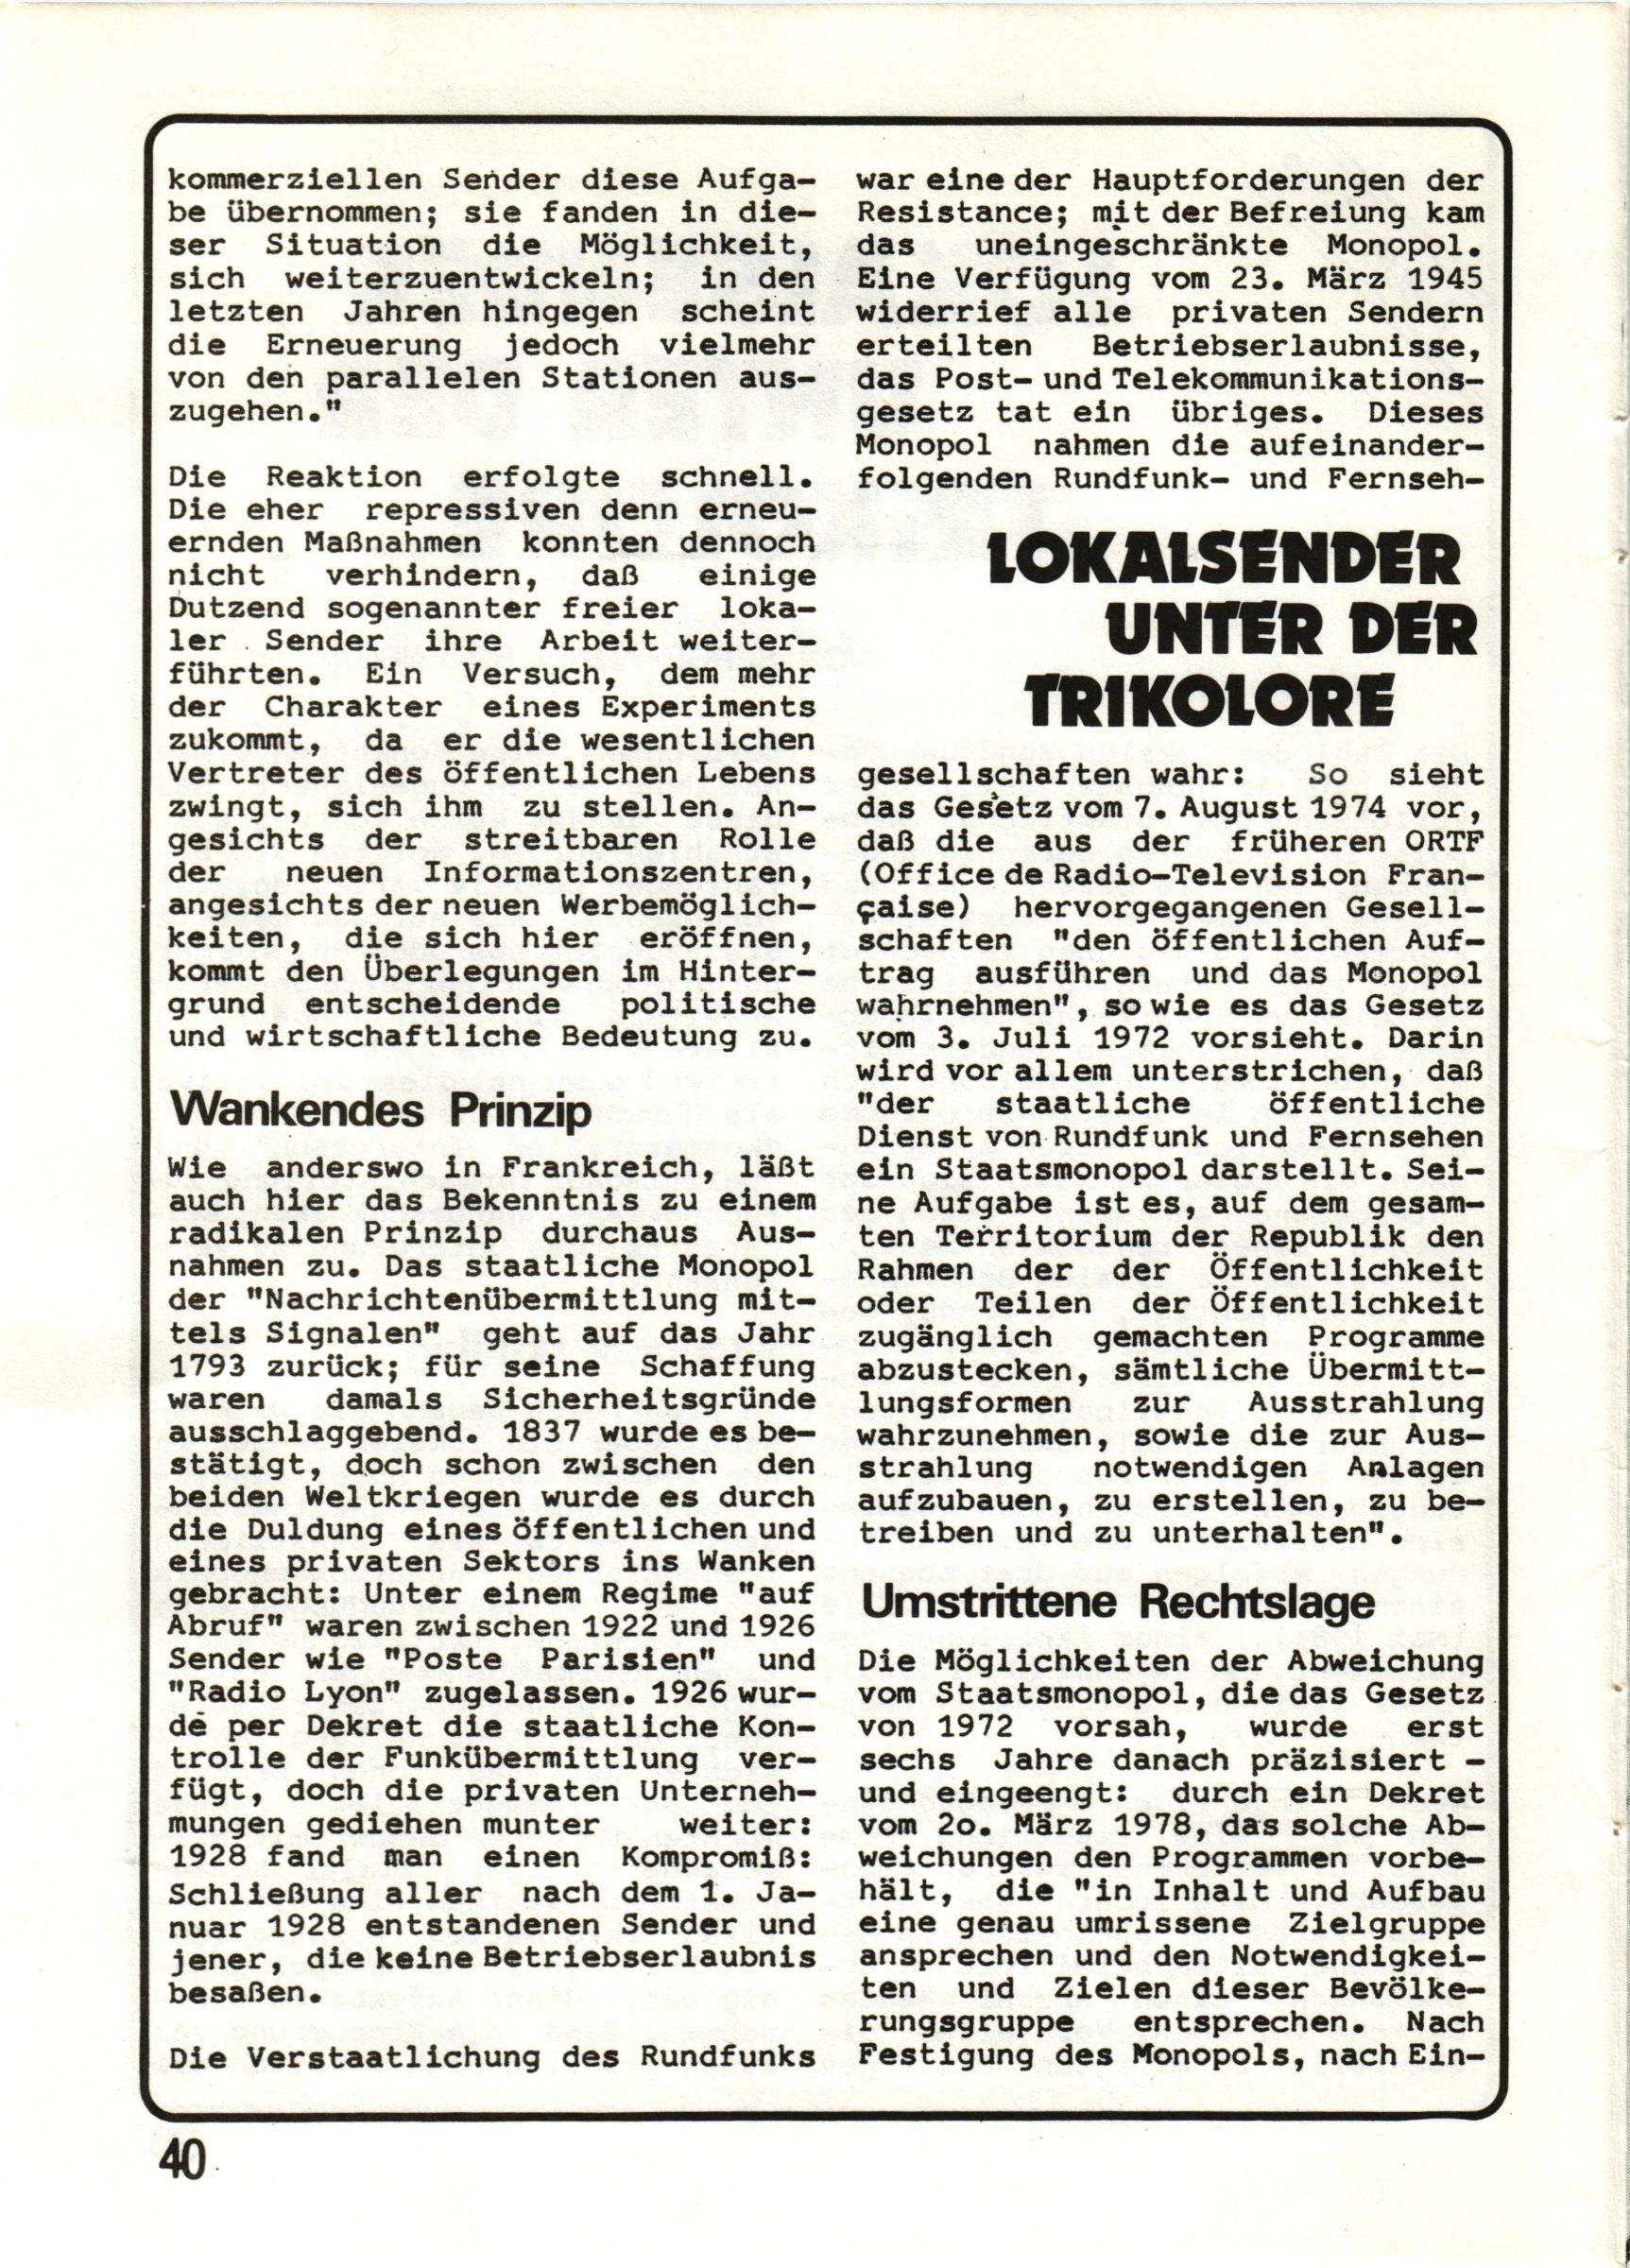 kommerziellen Sender diese Aufga-
be übernommen; sie fanden in die-
ser Situation die Möglichkeit,
sich weiterzuentwickeln; in den
letzten Jahren hingegen scheint
die Erneuerung jedoch vielmehr
von den parallelen Stationen aus-
zugehen."
Die Reaktion erfolgte schnell.
Die eher repressiven denn erneu-
ernden Maßnahmen konnten dennoch
nicht verhindern, daß einige
Dutzend sogenannter freier loka-
ler Sender ihre Arbeit weiter-
führten. Ein Versuch, dem mehr
der Charakter eines Experiments
zukommt, da er die wesentlichen
Vertreter des öffentlichen Lebens
zwingt, sich ihm zu stellen. An-
gesichts der streitbaren Rolle
der neuen Informationszentren,
angesichts der neuen Werbemöglich-
keiten, die sich hier eröffnen,
kommt den Überlegungen im Hinter-
grund entscheidende politische
und wirtschaftliche Bedeutung zu.
Wankendes Prinzip
Wie anderswo in Frankreich, läßt
auch hier das Bekenntnis zu einem
radikalen Prinzip durchaus Aus-
nahmen zu. Das staatliche Monopol
der "Nachrichtenübermittlung mit-
tels Signalen" geht auf das Jahr
1793 zurück; für seine Schaffung
waren damals Sicherheitsgründe
ausschlaggebend. 1837 wurde es be-
stätigt, doch schon zwischen den
beiden Weltkriegen wurde es durch
die Duldung eines öffentlichen und
eines privaten Sektors ins Wanken
gebracht: Unter einem Regime "auf
Abruf" waren zwischen 1922 und 1926
Sender wie "Poste Parisien" und
"Radio Lyon" zugelassen. 1926 wur-
de per Dekret die staatliche Kon-
trolle der Funkübermittlung ver-
fügt, doch die privaten Unterneh-
mungen gediehen munter weiter:
1928 fand man einen Kompromiß:
Schließung aller nach dem 1. Ja-
nuar 1928 entstandenen Sender und
jener, die keine Betriebserlaubnis
besaßen.
Die Verstaatlichung des Rundfunks
war eine der Hauptforderungen der
Resistance; mit der Befreiung kam
das uneingeschränkte Monopol.
Eine Verfügung vom 23. März 1945
widerrief alle privaten Sendern
erteilten Betriebserlaubnisse,
das Post- und Telekommunikations-
gesetz tat ein übriges. Dieses
Monopol nahmen die aufeinander-
folgenden Rundfunk- und Fernseh-
LOKALSENDER
UNTER DER
TRIKOLORE
gesellschaften wahr: So sieht
das Gesetz vom 7. August 1974 vor,
daß die aus der früheren ORTF
(Office de Radio-Television Fran-
çaise) hervorgegangenen Gesell-
schaften "den öffentlichen Auf-
trag ausführen und das Monopol
wahrnehmen", so wie es das Gesetz
vom 3. Juli 1972 vorsieht. Darin
wird vor allem unterstrichen, daß
"der staatliche öffentliche
Dienst von Rundfunk und Fernsehen
ein Staatsmonopol darstellt. Sei-
ne Aufgabe ist es, auf dem gesam-
ten Territorium der Republik den
Rahmen der der Öffentlichkeit
oder Teilen der Öffentlichkeit
zugänglich gemachten Programme
abzustecken, sämtliche Übermitt-
lungsformen zur Ausstrahlung
wahrzunehmen, sowie die zur Aus-
strahlung notwendigen Anlagen
aufzubauen, zu erstellen, zu be-
treiben und zu unterhalten".
Umstrittene Rechtslage
Die Möglichkeiten der Abweichung
vom Staatsmonopol, die das Gesetz
von 1972 vorsah, wurde erst
sechs Jahre danach präzisiert -
und eingeengt: durch ein Dekret
vom 2o. März 1978, das solche Ab-
weichungen den Programmen vorbe-
hält, die "in Inhalt und Aufbau
eine genau umrissene Zielgruppe
ansprechen und den Notwendigkei-
ten und Zielen dieser Bevölke-
rungsgruppe entsprechen. Nach
Festigung des Monopols, nach Ein-
40